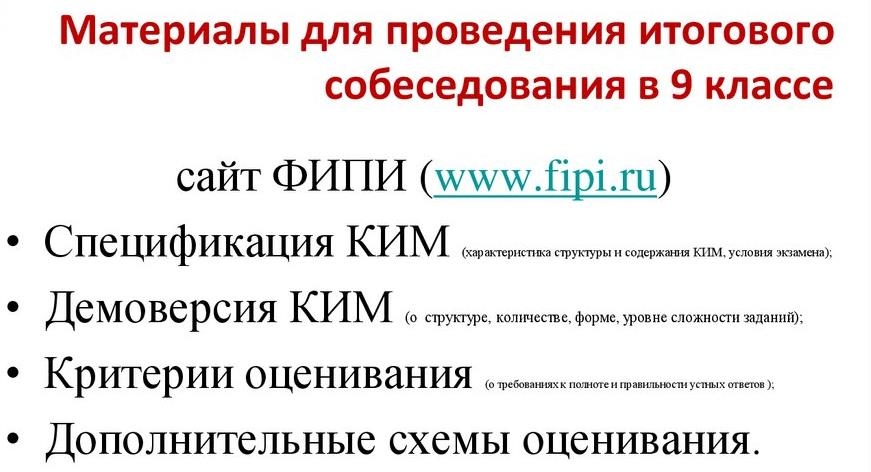 Материалы для проведения итогового
собеседования в 9 классе
сайт ФИПИ (www.fipi.ru)
• Спецификация КИМ (характеристика структуры и содержания КИМ, условия экзамена);
• Демоверсия КИМ (о структуре, количестве, форме, уровне сложности заданий);
• Критерии оценивания (о требованиях к полноте и правильности устных ответов );
• Дополнительные схемы оценивания.